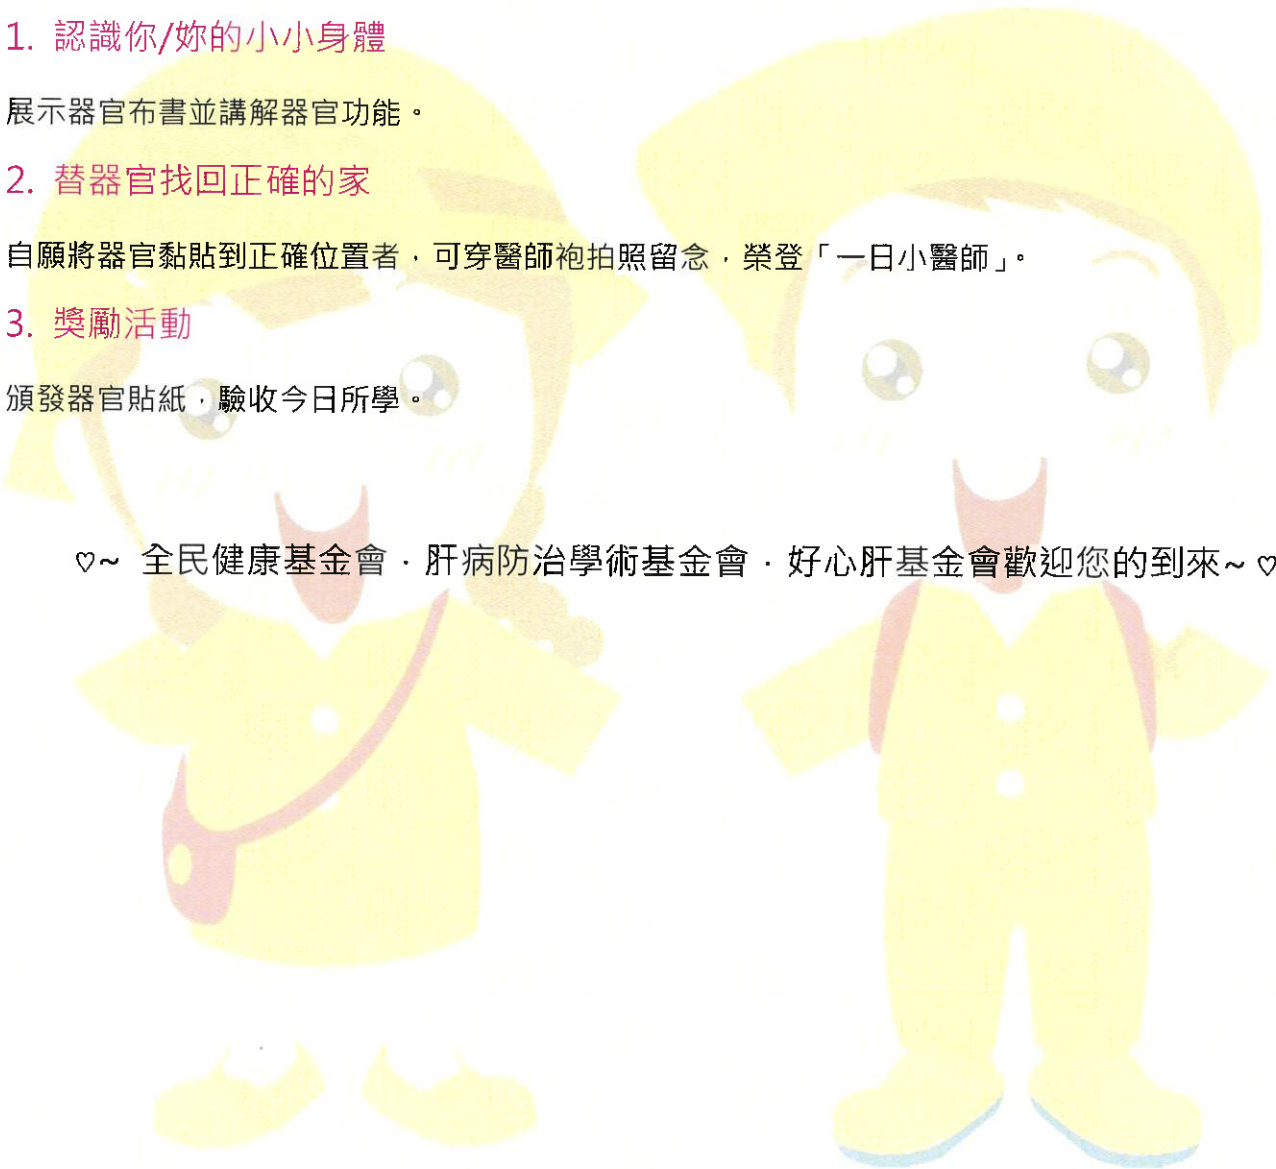 1. 認識你/妳的小小身體
展示器官布書並講解器官功能。
2. 替器官找回正確的家
自願將器官黏貼到正確位置者，可穿醫師袍拍照留念，榮登「一日小醫師」。
3. 獎勵活動
頒發器官貼紙，驗收今日所學。
♡~ 全民健康基金會．肝病防治學術基金會．好心肝基金會歡迎您的到來~ ♡